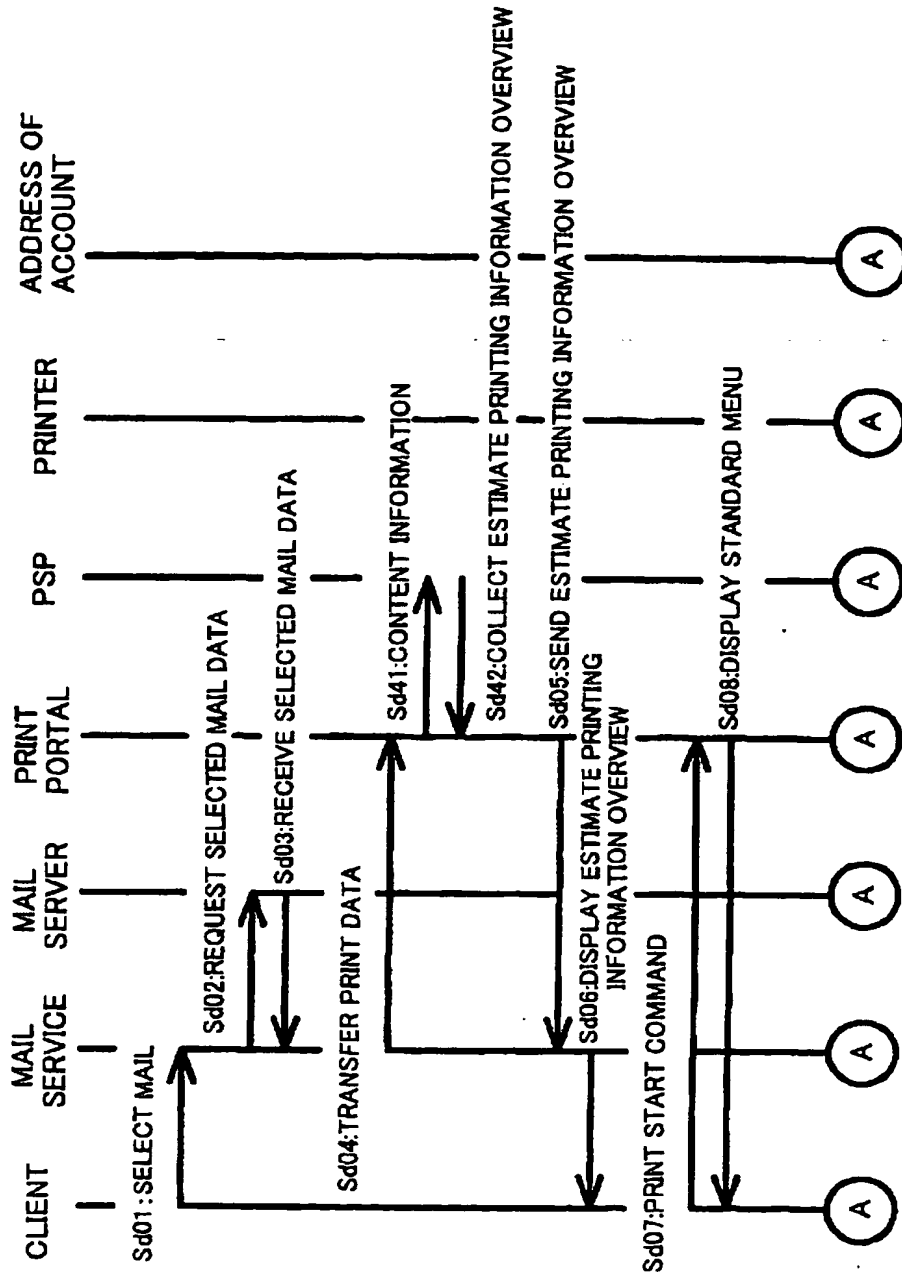 CLIENT
MAIL
SERVICE
MAIL
SERVER
PRINT
PORTAL
PSP
PRINTER
ADDRESS OF
ACCOUNT
Sd01:SELECT MAIL
Sd02:REQUEST SELECTED MAIL DATA
Sd03:RECEIVE SELECTED MAIL DATA
Sd04:TRANSFER PRINT DATA
Sd41:CONTENT INFORMATION
Sd42:COLLECT ESTIMATE PRINTING INFORMATION OVERVIEW
Sd05:SEND ESTIMATE PRINTING INFORMATION OVERVIEW
Sd06:DISPLAY ESTIMATE PRINTING
INFORMATION OVERVIEW
Sd07:PRINT START COMMAND
Sd08:DISPLAY STANDARD MENU
A
A
A
A
A
A
A